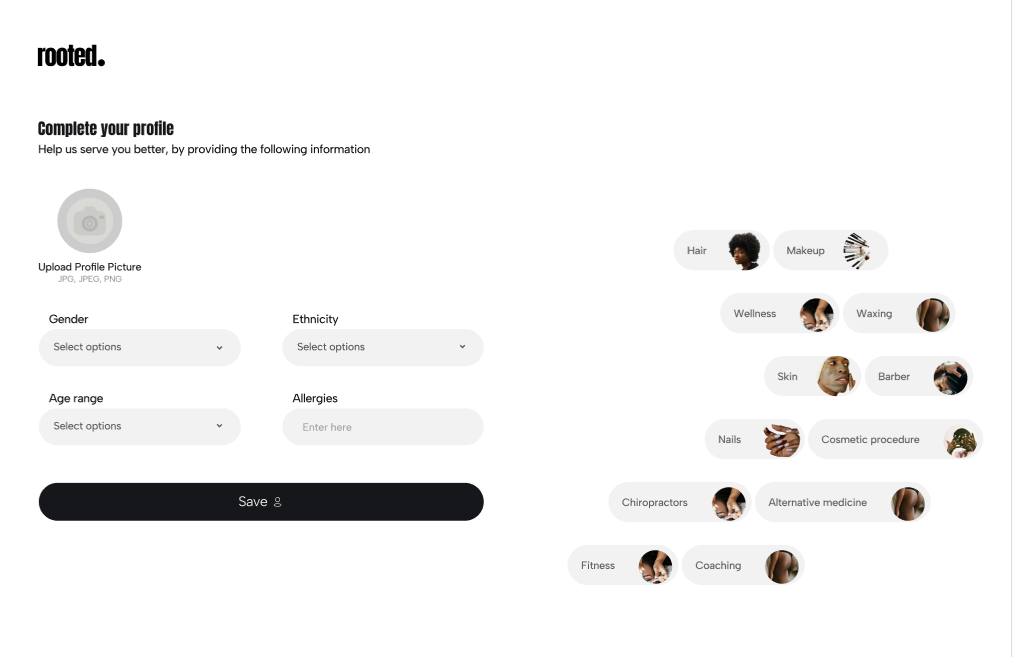 rooted.
Complete your profile
Help us serve you better, by providing the following information
Upload Profile Picture
JPG, JPEG, PNG
Gender
Ethnicity
Select options
Select options
Age range
Allergies
Select options
Enter here
Save
Hair
Makeup
Wellness
Waxing
Skin
Barber
Nails
Cosmetic procedure
Chiropractors
Alternative medicine
Fitness
Coaching